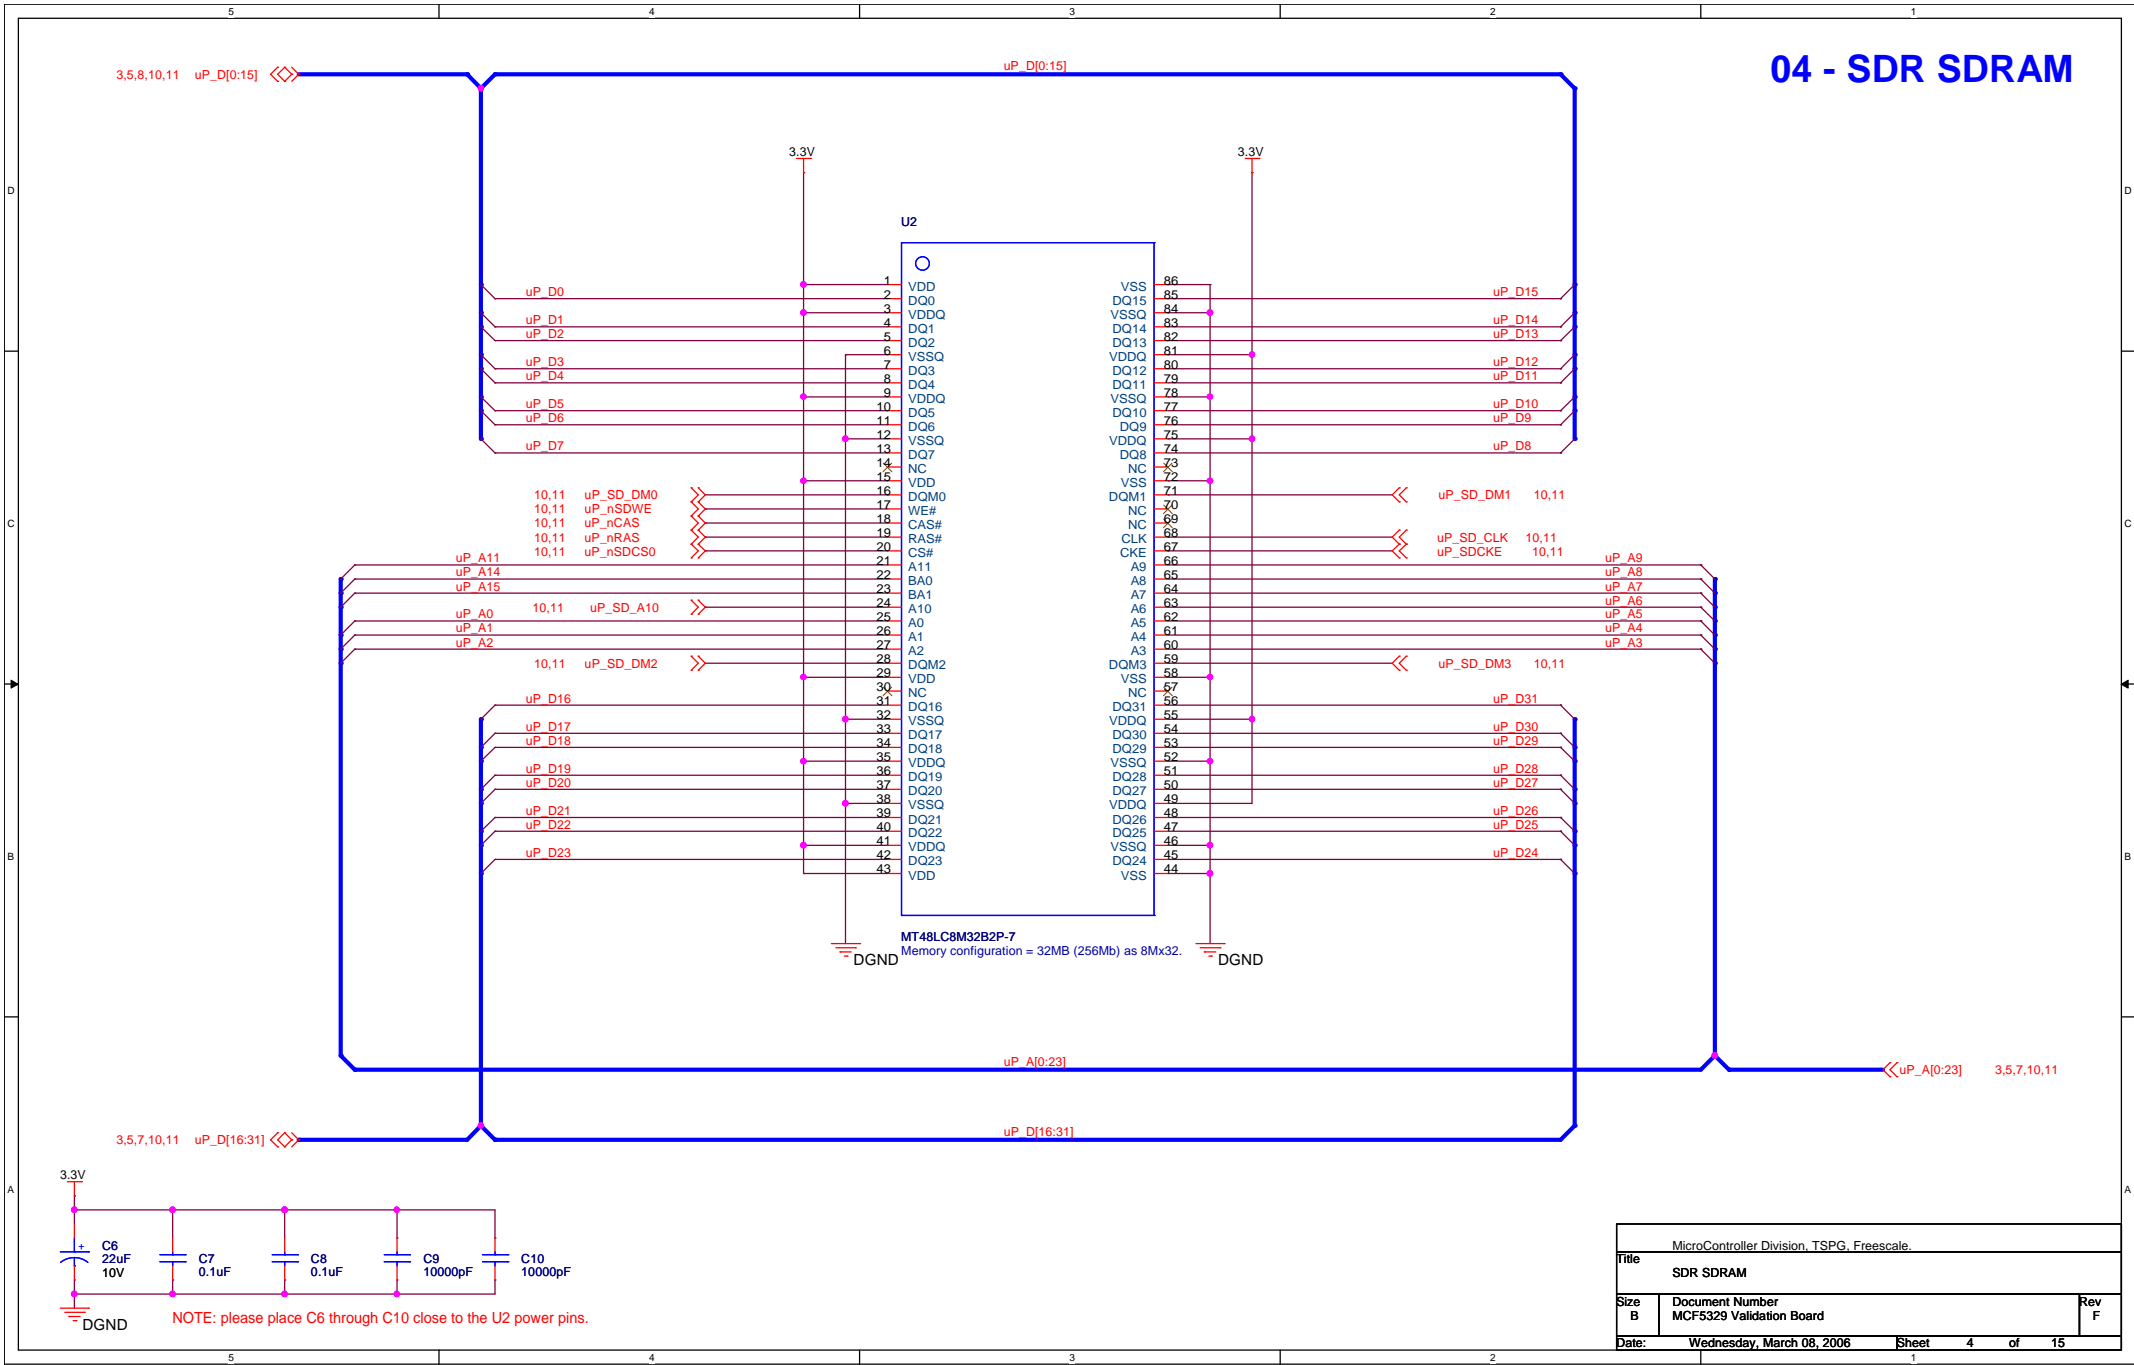 5 4 3 2 1
04 - SDR SDRAM
3,5,8,10,11 uP_D[0:15]
uP_D[0:15]
3.3V 3.3V
D D
U2
1 VDD VSS 86
uP_D0 2 DQ0 DQ15 85 uP_D15
3 VDDQ VSSQ 84
uP_D1 4 DQ1 DQ14 83 uP_D14
uP_D2 5 DQ2 DQ13 82 uP_D13
6 VSSQ VDDQ 81
uP_D3 7 DQ3 DQ12 80 uP_D12
uP_D4 8 DQ4 DQ11 79 uP_D11
9 VDDQ VSSQ 78
uP_D5 10 DQ5 DQ10 77 uP_D10
uP_D6 11 DQ6 DQ9 76 uP_D9
12 VSSQ VDDQ 75
uP_D7 13 DQ7 DQ8 74 uP_D8
14 NC NC 73
15 VDD VSS 72
10,11 uP_SD_DM0 16 DQM0 DQM1 71 uP_SD_DM1 10,11
10,11 uP_nSDWE 17 WE# NC 70
C 10,11 uP_nCAS 18 CAS# NC 69 C
10,11 uP_nRAS 19 RAS# CLK 68 uP_SD_CLK 10,11
10,11 uP_nSDCS0 20 CS# CKE 67 uP_SDCKE 10,11
uP_A11 21 A11 A9 66 uP_A9
uP_A14 22 BA0 A8 65 uP_A8
uP_A15 23 BA1 A7 64 uP_A7
10,11 uP_SD_A10 24 A10 A6 63 uP_A6
uP_A0 25 A0 A5 62 uP_A5
uP_A1 26 A1 A4 61 uP_A4
uP_A2 27 A2 A3 60 uP_A3
10,11 uP_SD_DM2 28 DQM2 DQM3 59 uP_SD_DM3 10,11
29 VDD VSS 58
30 NC NC 57
uP_D16 31 DQ16 DQ31 56 uP_D31
32 VSSQ VDDQ 55
uP_D17 33 DQ17 DQ30 54 uP_D30
uP_D18 34 DQ18 DQ29 53 uP_D29
35 VDDQ VSSQ 52
uP_D19 36 DQ19 DQ28 51 uP_D28
uP_D20 37 DQ20 DQ27 50 uP_D27
38 VSSQ VDDQ 49
uP_D21 39 DQ21 DQ26 48 uP_D26
uP_D22 40 DQ22 DQ25 47 uP_D25
41 VDDQ VSSQ 46
B uP_D23 42 DQ23 DQ24 45 uP_D24 B
43 VDD VSS 44
MT48LC8M32B2P-7
Memory configuration = 32MB (256Mb) as 8Mx32.
DGND DGND
uP_A[0:23]
uP_A[0:23] 3,5,7,10,11
3,5,7,10,11 uP_D[16:31]
uP_D[16:31]
3.3V
A A
+ C6
22uF
10V
C7
0.1uF
C8
0.1uF
C9
10000pF
C10
10000pF
DGND
NOTE: please place C6 through C10 close to the U2 power pins.
MicroController Division, TSPG, Freescale.
Title
SDR SDRAM
Size Document Number Rev
B MCF5329 Validation Board F
Date: Wednesday, March 08, 2006 Sheet 4 of 15
5 4 3 2 1